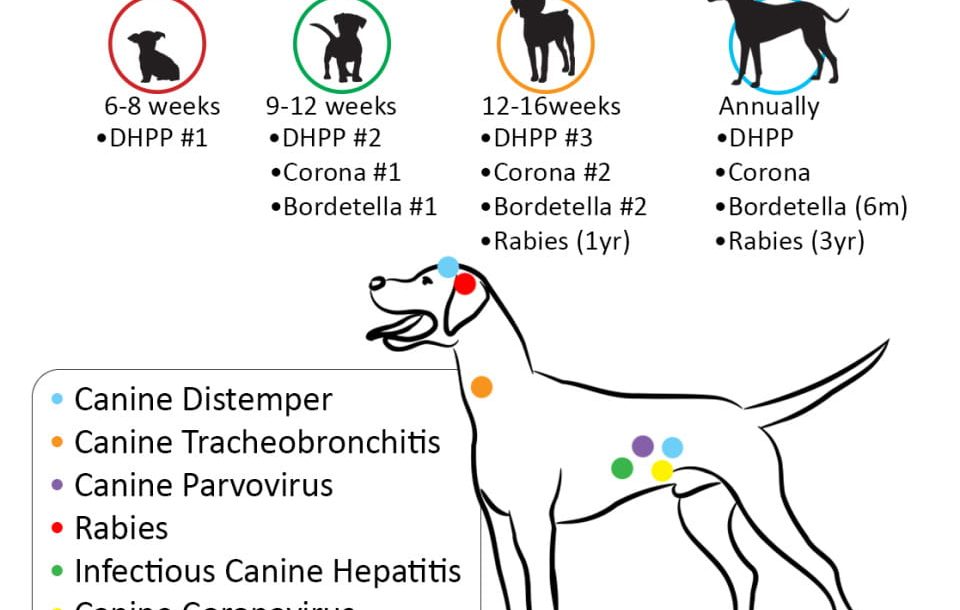 6-8 weeks
•DHPP #1
9-12 weeks
•DHPP #2
•Corona #1
•Bordetella #1
12-16weeks
•DHPP #3
•Corona #2
•Bordetella #2
•Rabies (1yr)
Annually
•DHPP
•Corona
•Bordetella (6m)
•Rabies (3yr)
• Canine Distemper
• Canine Tracheobronchitis
• Canine Parvovirus
• Rabies
• Infectious Canine Hepatitis
• Canine Coronavirus